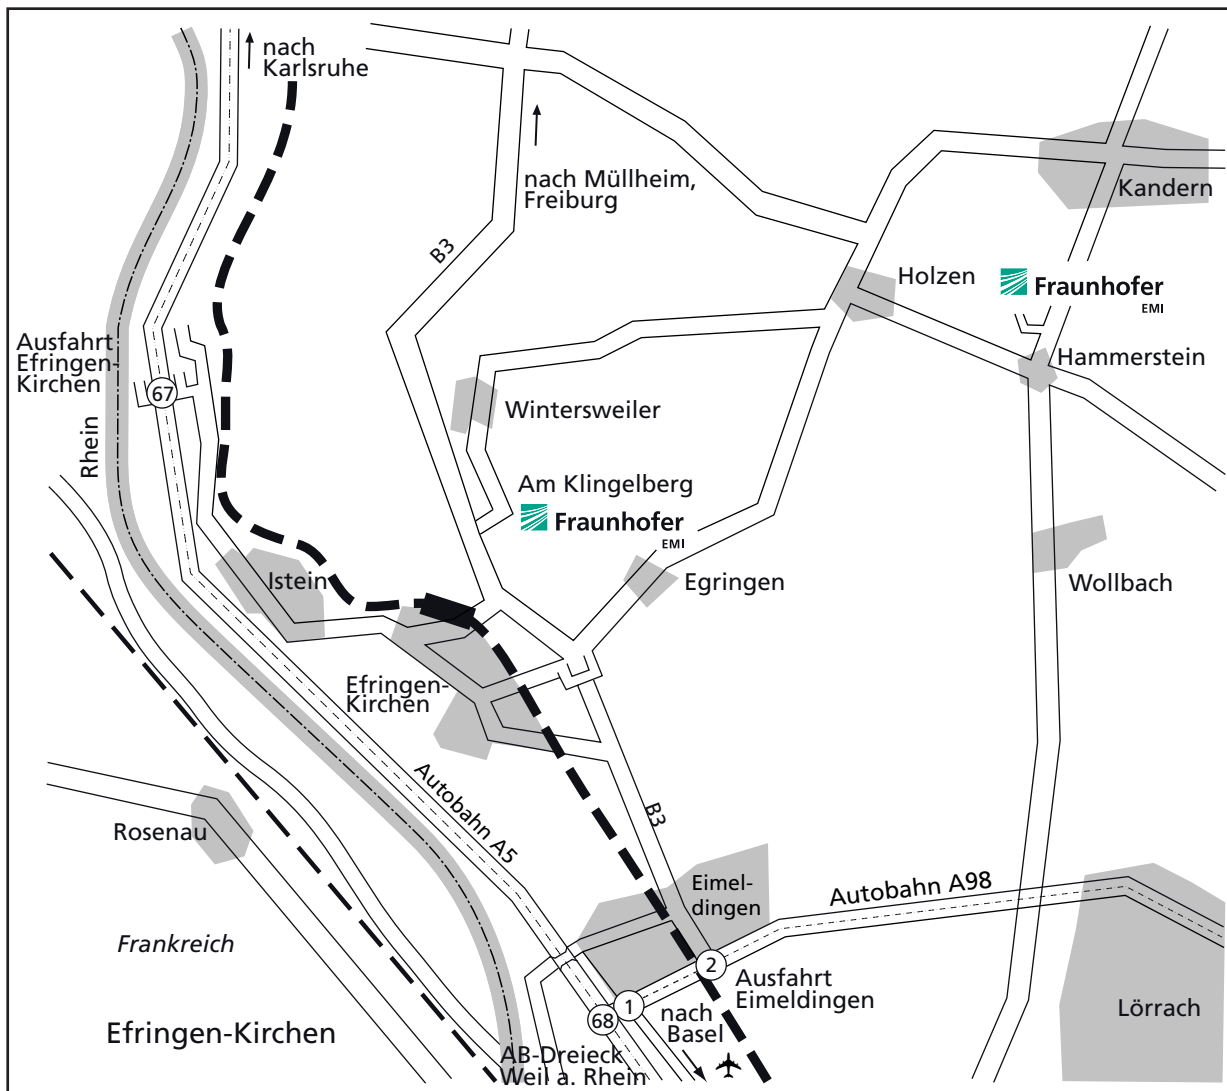 nach
Karlsruhe
nach Müllheim,
Freiburg
B3
Kandern
Holzen
Fraunhofer
EMI
Hammerstein
Ausfahrt
Efringen-
Kirchen
67
Rhein
Wintersweiler
Am Klingelberg
Fraunhofer
EMI
Istein
Egringen
Wollbach
Efringen-
Kirchen
Autobahn A5
B3
Rosenau
Eimel-
dingen
Autobahn A98
Frankreich
2
Ausfahrt
Eimeldingen
1
68
nach
Basel
Lörrach
Efringen-Kirchen
AB-Dreieck
Weil a. Rhein